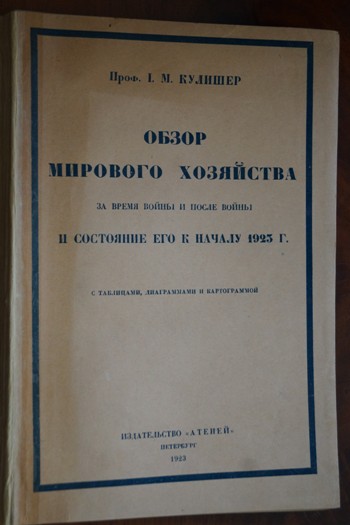 Проф. І. М. КУЛИШЕР
ОБЗОР
МИРОВОГО ХОЗЯЙСТВА
ЗА ВРЕМЯ ВОЙНЫ И ПОСЛЕ ВОЙНЫ
И СОСТОЯНИЕ ЕГО К НАЧАЛУ 1923 Г.
С ТАБЛИЦАМИ, ДИАГРАММАМИ И КАРТОГРАММОЙ
ИЗДАТЕЛЬСТВО «АТЕНЕЙ»
ПЕТЕРБУРГ
1923